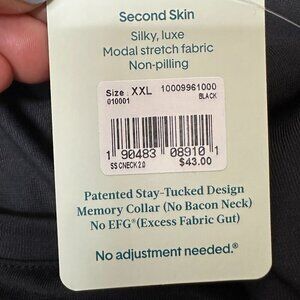 Second Skin
Silky, luxe
Modal stretch fabric
Non-pilling
Size XXL 10009961000
010001 BLACK
1 90483 08910 1
SS CNECK 2.0 $43.00
Patented Stay-Tucked Design
Memory Collar (No Bacon Neck)
No EFG® (Excess Fabric Gut)
No adjustment needed.®